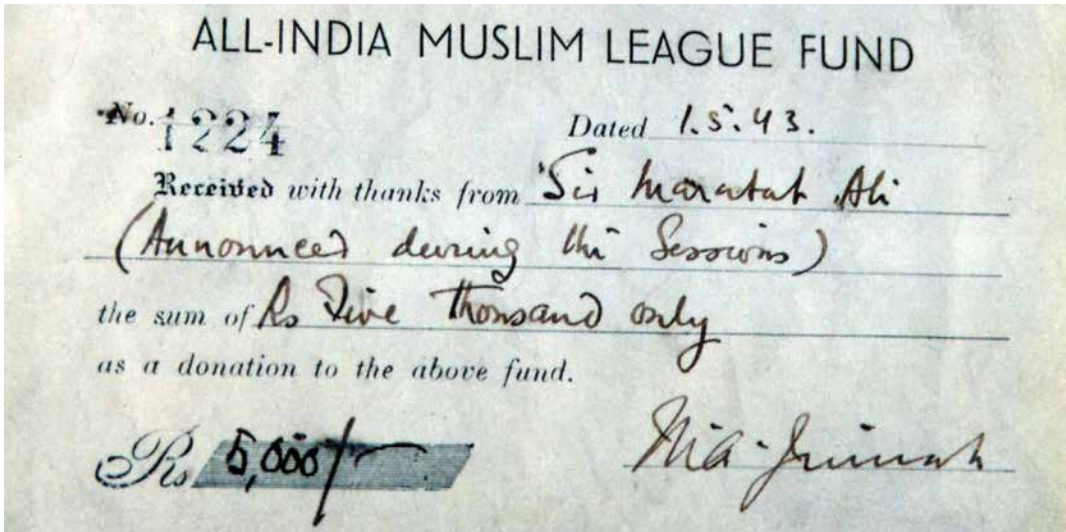 ALL-INDIA MUSLIM LEAGUE FUND
No. 1224 Dated 1.5.43.
Received with thanks from Sir Maratab Ali
(Announced during the Sessions)
the sum of Rs Five Thousand only
as a donation to the above fund.
Rs 5,000/- M.A. Jinnah